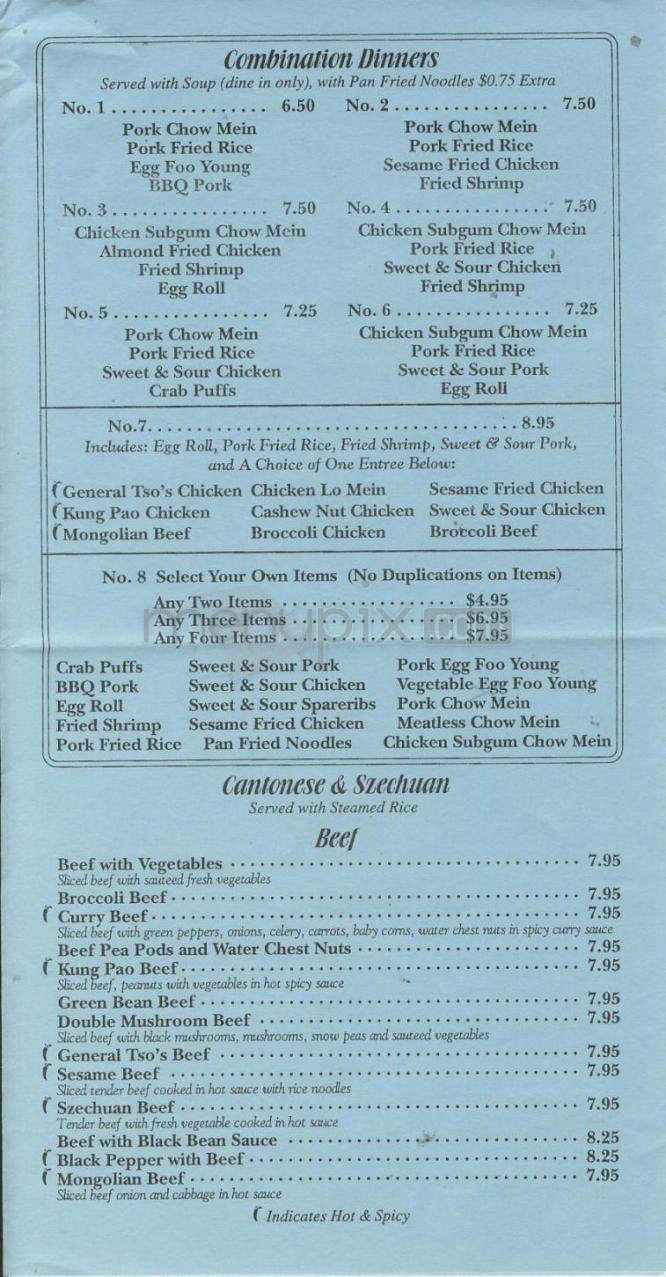 Combination Dinners
Served with Soup (dine in only), with Pan Fried Noodles $0.75 Extra
No. 1 ................ 6.50 No. 2 ................ 7.50
Pork Chow Mein Pork Chow Mein
Pork Fried Rice Pork Fried Rice
Egg Foo Young Sesame Fried Chicken
BBQ Pork Fried Shrimp
No. 3 ................ 7.50 No. 4 ................ 7.50
Chicken Subgum Chow Mein Chicken Subgum Chow Mein
Almond Fried Chicken Pork Fried Rice
Fried Shrimp Sweet & Sour Chicken
Egg Roll Fried Shrimp
No. 5 ................ 7.25 No. 6 ................ 7.25
Pork Chow Mein Chicken Subgum Chow Mein
Pork Fried Rice Pork Fried Rice
Sweet & Sour Chicken Sweet & Sour Pork
Crab Puffs Egg Roll
No.7....................................... 8.95
Includes: Egg Roll, Pork Fried Rice, Fried Shrimp, Sweet & Sour Pork,
and A Choice of One Entree Below:
General Tso's Chicken Chicken Lo Mein Sesame Fried Chicken
Kung Pao Chicken Cashew Nut Chicken Sweet & Sour Chicken
Mongolian Beef Broccoli Chicken Broccoli Beef
No. 8 Select Your Own Items (No Duplications on Items)
Any Two Items .................. $4.95
Any Three Items ................. $6.95
Any Four Items .................. $7.95
Crab Puffs Sweet & Sour Pork Pork Egg Foo Young
BBQ Pork Sweet & Sour Chicken Vegetable Egg Foo Young
Egg Roll Sweet & Sour Spareribs Pork Chow Mein
Fried Shrimp Sesame Fried Chicken Meatless Chow Mein
Pork Fried Rice Pan Fried Noodles Chicken Subgum Chow Mein
Cantonese & Szechuan
Served with Steamed Rice
Beef
Beef with Vegetables ................................... 7.95
Sliced beef with sauteed fresh vegetables
Broccoli Beef ......................................... 7.95
Curry Beef ........................................... 7.95
Sliced beef with green peppers, onions, celery, carrots, baby corns, water chest nuts in spicy curry sauce
Beef Pea Pods and Water Chest Nuts ...................... 7.95
Kung Pao Beef ........................................ 7.95
Sliced beef, peanuts with vegetables in hot spicy sauce
Green Bean Beef ...................................... 7.95
Double Mushroom Beef ................................ 7.95
Sliced beef with black mushrooms, mushrooms, snow peas and sauteed vegetables
General Tso's Beef .................................... 7.95
Sesame Beef ......................................... 7.95
Sliced tender beef cooked in hot sauce with rice noodles
Szechuan Beef ........................................ 7.95
Tender beef with fresh vegetable cooked in hot sauce
Beef with Black Bean Sauce ............................. 8.25
Black Pepper with Beef ................................. 8.25
Mongolian Beef ....................................... 7.95
Sliced beef onion and cabbage in hot sauce
Indicates Hot & Spicy